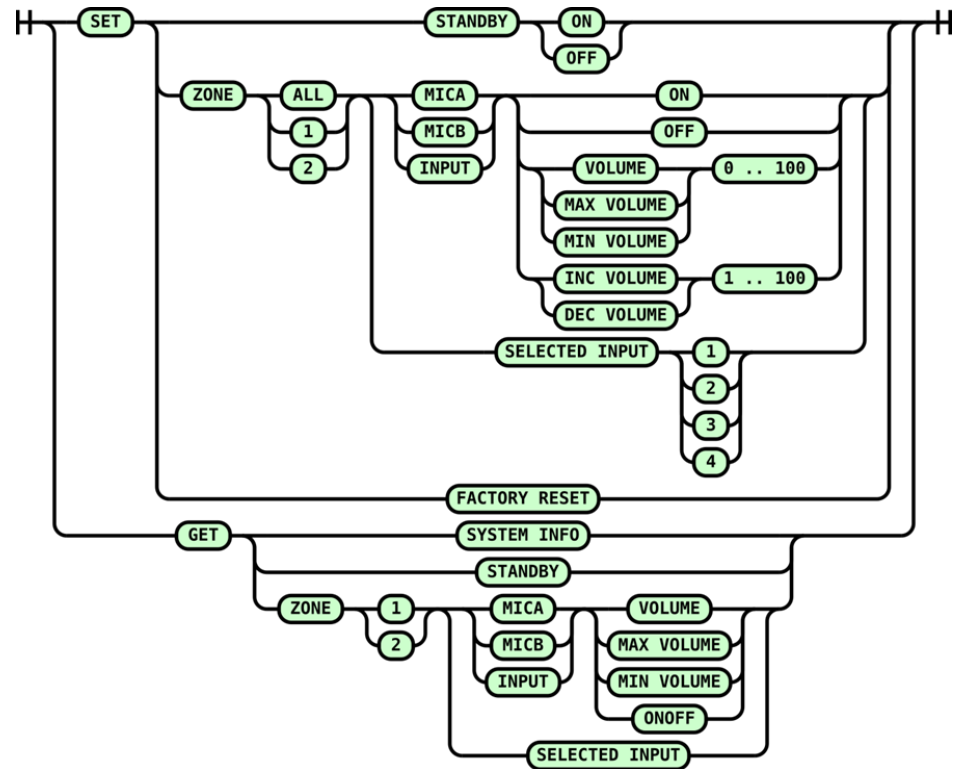 SET STANDBY ON
OFF
ZONE ALL MICA ON
1 MICB OFF
2 INPUT VOLUME 0 .. 100
MAX VOLUME
MIN VOLUME
INC VOLUME 1 .. 100
DEC VOLUME
SELECTED INPUT 1
2
3
4
FACTORY RESET
GET SYSTEM INFO
STANDBY
ZONE 1 MICA VOLUME
2 MICB MAX VOLUME
INPUT MIN VOLUME
ONOFF
SELECTED INPUT